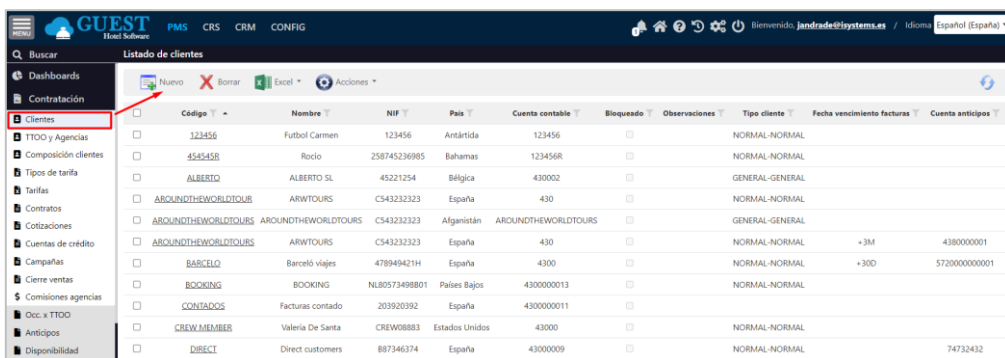 MENU GUEST Hotel Software PMS CRS CRM CONFIG 1 Bienvenido, jandrade@isystems.es / Idioma Español (España)
Buscar Listado de clientes
Dashboards Nuevo Borrar Excel Acciones
Contratación
Clientes Código Nombre NIF País Cuenta contable Bloqueado Observaciones Tipo cliente Fecha vencimiento facturas Cuenta anticipos
TTOO y Agencias 123456 Futbol Carmen 123456 Antártida 123456 NORMAL-NORMAL
Composición clientes 454545R Rocio 258745236985 Bahamas 123456R NORMAL-NORMAL
Tipos de tarifa ALBERTO ALBERTO SL 45221254 Bélgica 430002 GENERAL-GENERAL
Tarifas AROUNDTHEWORLDTOUR ARWTOURS C543232323 España 430 NORMAL-NORMAL
Contratos AROUNDTHEWORLDTOURS AROUNDTHEWORLDTOURS C543232323 Afganistán AROUNDTHEWORLDTOURS GENERAL-GENERAL
Cotizaciones
Cuentas de crédito AROUNDTHEWORLDTOURS ARWTOURS C543232323 España 430 NORMAL-NORMAL +3M 4380000001
Campañas BARCELO Barceló viajes 478949421H España 4300 NORMAL-NORMAL +30D 5720000000001
Cierre ventas BOOKING BOOKING NL80573498B01 Países Bajos 4300000013 NORMAL-NORMAL
Comisiones agencias
Occ. x TTOO CONTADOS Facturas contado 203920392 España 4300000011
Anticipos CREW MEMBER Valeria De Santa CREW08883 Estados Unidos 43000 NORMAL-NORMAL
Disponibilidad DIRECT Direct customers B87346374 España 43000009 NORMAL-NORMAL 74732432